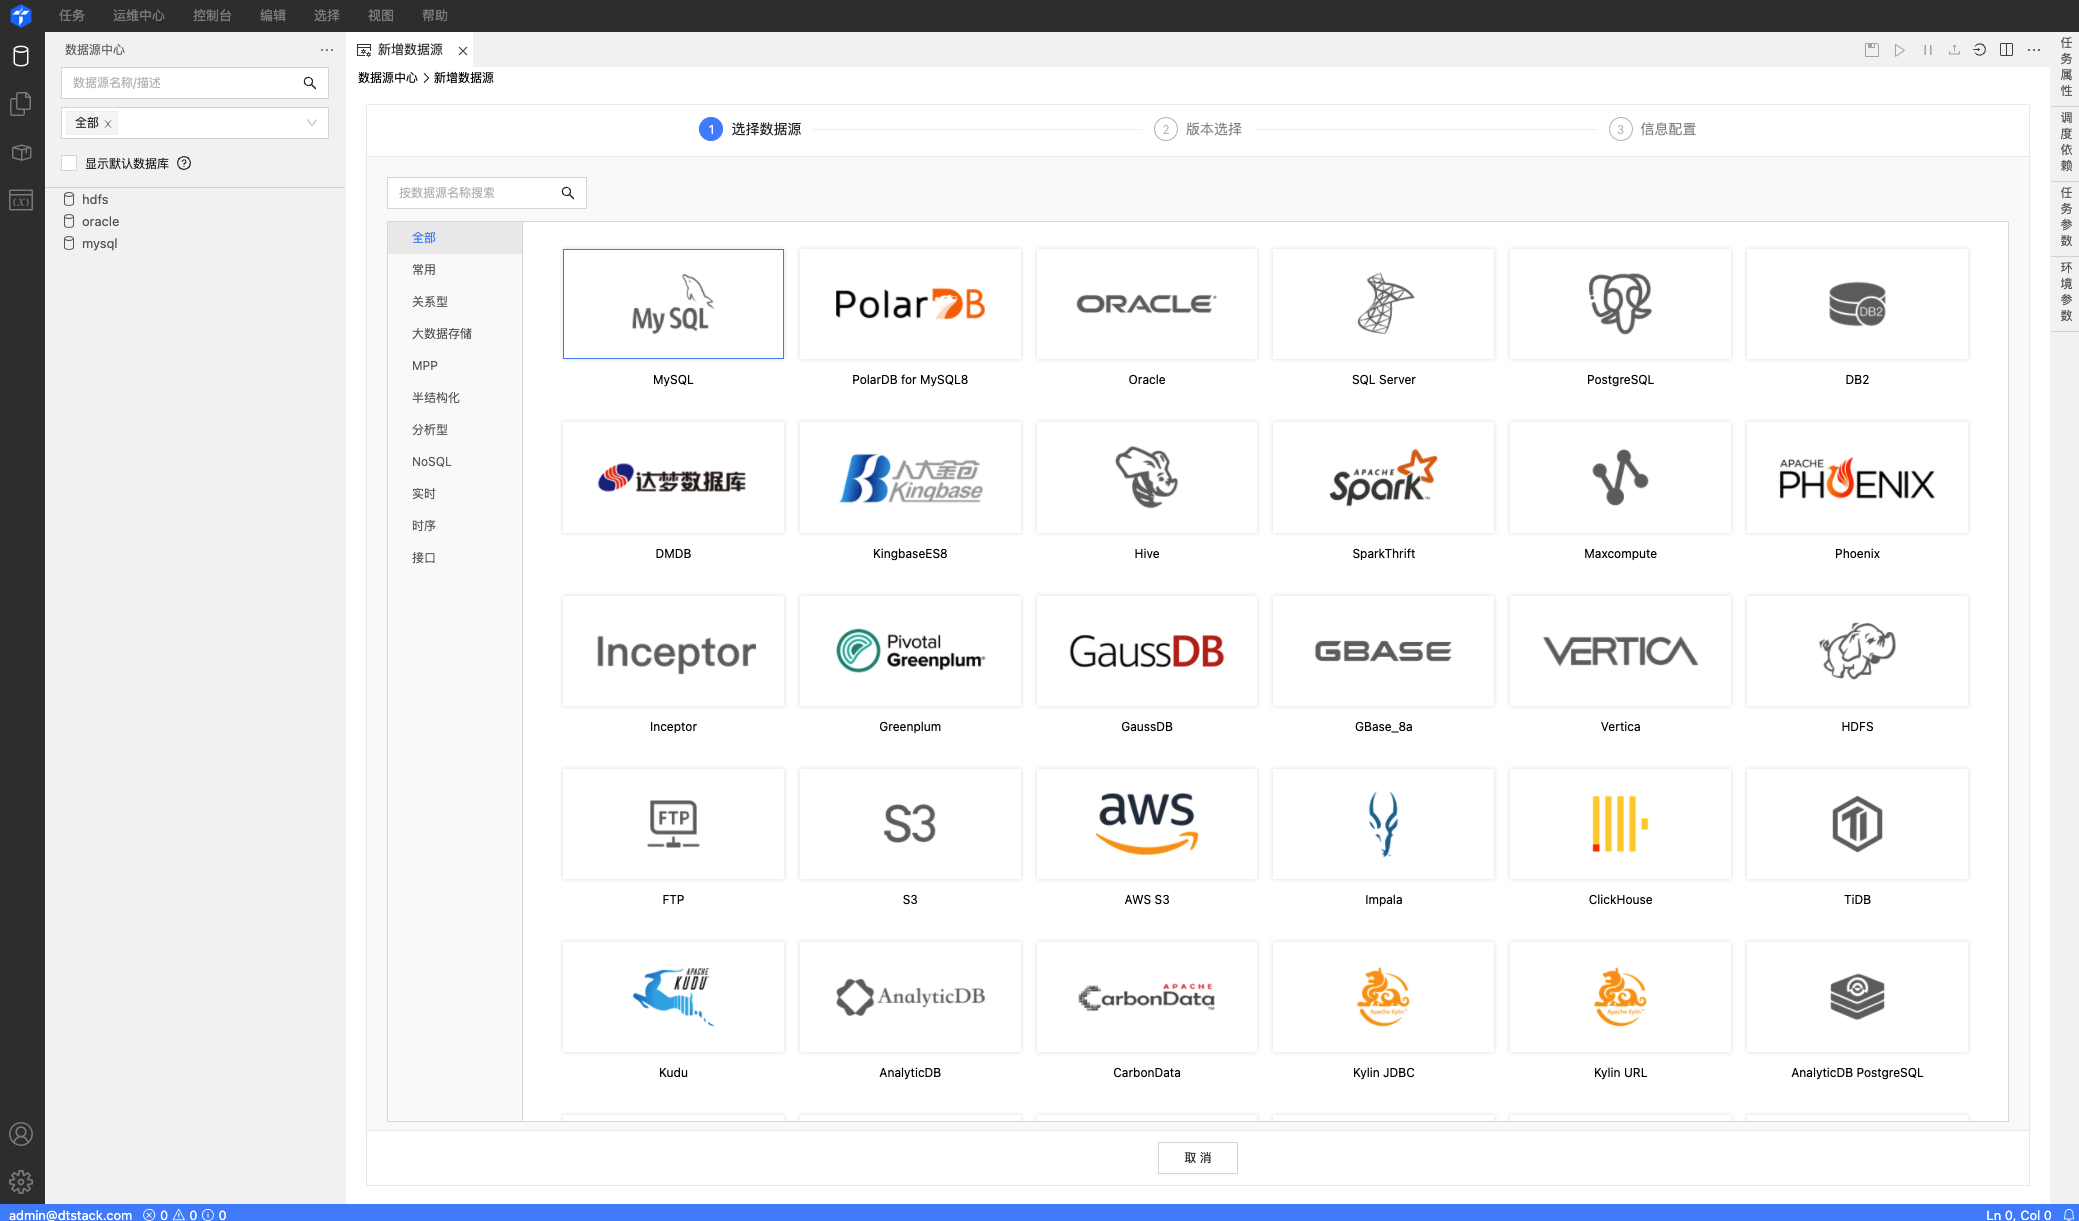 任务 运维中心 控制台 编辑 选择 视图 帮助
数据源中心
数据源名称/描述
全部
显示默认数据库
hdfs
oracle
mysql
新增数据源
数据源中心 > 新增数据源
1 选择数据源 2 版本选择 3 信息配置
按数据源名称搜索
全部
常用
关系型
大数据存储
MPP
半结构化
分析型
NoSQL
实时
时序
接口
My SQL PolarDB ORACLE DB2
MySQL PolarDB for MySQL8 Oracle SQL Server PostgreSQL DB2
达梦数据库 人大金仓 Kingbase APACHE Spark APACHE PHOENIX
DMDB KingbaseES8 Hive SparkThrift Maxcompute Phoenix
Inceptor Pivotal Greenplum GaussDB GBASE VERTICA
Inceptor Greenplum GaussDB GBase_8a Vertica HDFS
FTP S3 aws
FTP S3 AWS S3 Impala ClickHouse TiDB
APACHE KUDU AnalyticDB APACHE CarbonData Apache Kylin Apache Kylin
Kudu AnalyticDB CarbonData Kylin JDBC Kylin URL AnalyticDB PostgreSQL
取 消
任务属性
调度依赖
任务参数
环境参数
admin@dtstack.com 0 0 0
Ln 0, Col 0